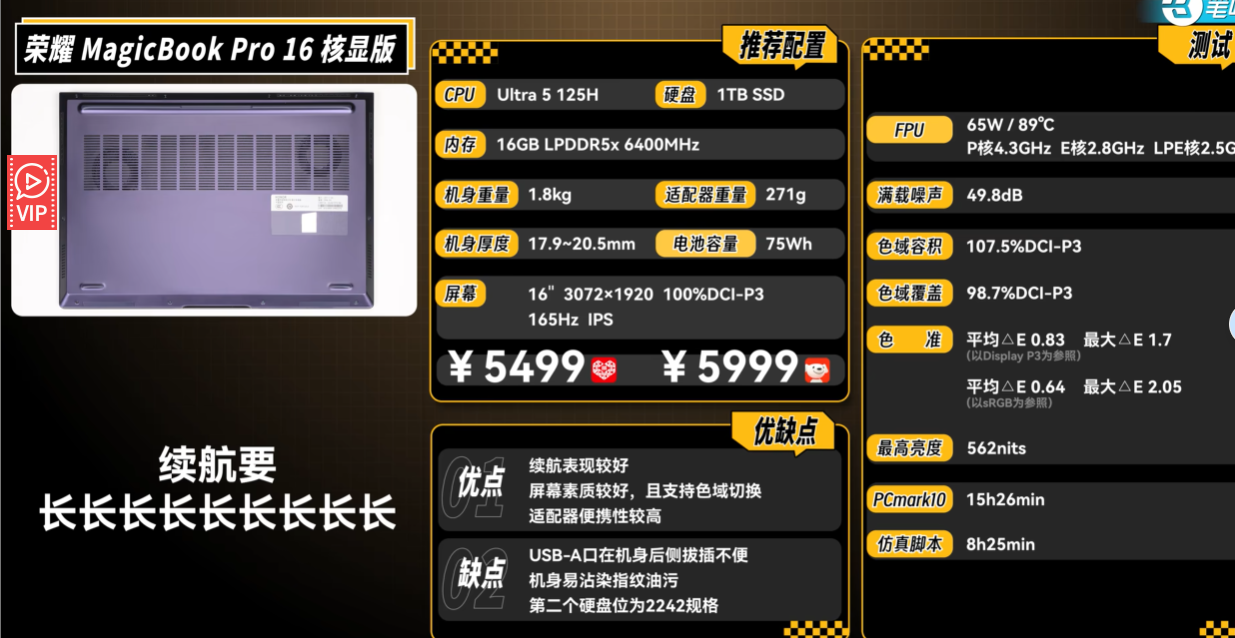 荣耀 MagicBook Pro 16 核显版
VIP
续航要
长长长长长长长长长
推荐配置
CPU Ultra 5 125H 硬盘 1TB SSD
内存 16GB LPDDR5x 6400MHz
机身重量 1.8kg 适配器重量 271g
机身厚度 17.9~20.5mm 电池容量 75Wh
屏幕 16" 3072×1920 100%DCI-P3
165Hz IPS
¥5499 ¥5999
优缺点
01 优点
续航表现较好
屏幕素质较好，且支持色域切换
适配器便携性较高
02 缺点
USB-A口在机身后侧拔插不便
机身易沾染指纹油污
第二个硬盘位为2242规格
笔
测试
FPU 65W / 89℃
P核4.3GHz E核2.8GHz LPE核2.5G
满载噪声 49.8dB
色域容积 107.5%DCI-P3
色域覆盖 98.7%DCI-P3
色准 平均△E 0.83 最大△E 1.7
(以Display P3为参照)
平均△E 0.64 最大△E 2.05
(以sRGB为参照)
最高亮度 562nits
PCmark10 15h26min
仿真脚本 8h25min